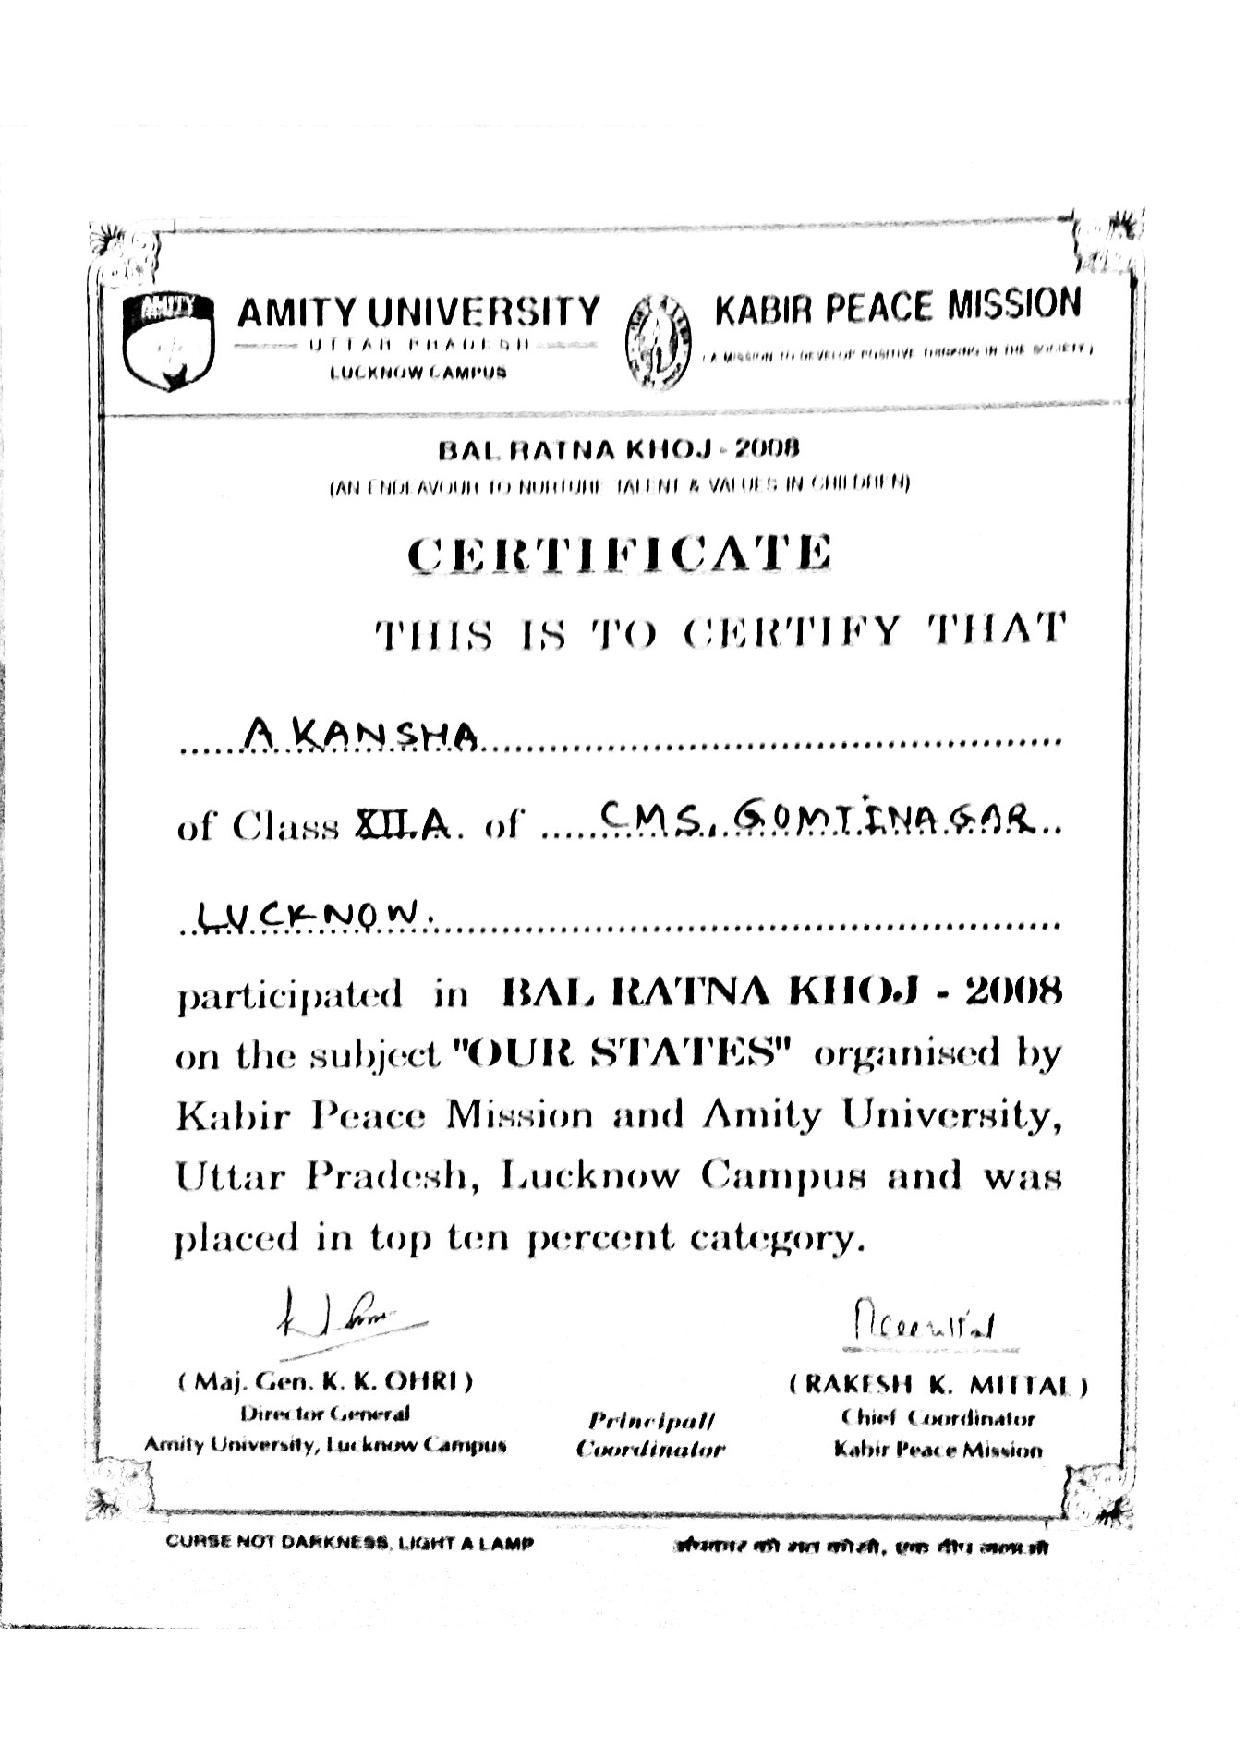 AMITY
AMITY UNIVERSITY
UTTAR PRADESH
LUCKNOW CAMPUS
KABIR PEACE MISSION
(A MISSION TO DEVELOP POSITIVE THINKING IN THE SOCIETY)
BAL RATNA KHOJ - 2008
(AN ENDEAVOUR TO NURTURE TALENT & VALUES IN CHILDREN)
CERTIFICATE
THIS IS TO CERTIFY THAT
AKANSHA
of Class XII.A. of CMS, GOMTINAGAR
LUCKNOW.
participated in BAL RATNA KHOJ - 2008
on the subject "OUR STATES" organised by
Kabir Peace Mission and Amity University,
Uttar Pradesh, Lucknow Campus and was
placed in top ten percent category.
(Maj. Gen. K. K. OHRI)
Director General
Amity University, Lucknow Campus
Principal/
Coordinator
(RAKESH K. MITTAL)
Chief Coordinator
Kabir Peace Mission
CURSE NOT DARKNESS, LIGHT A LAMP